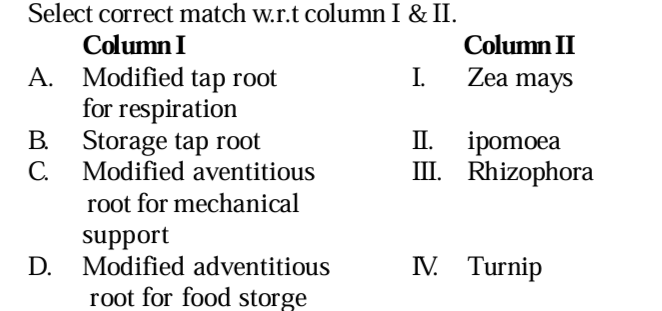 Select correct match w.r.t column I & II.
Column I Column II
A. Modified tap root I. Zea mays
for respiration
B. Storage tap root II. ipomoea
C. Modified aventitious III. Rhizophora
root for mechanical
support
D. Modified adventitious IV. Turnip
root for food storge